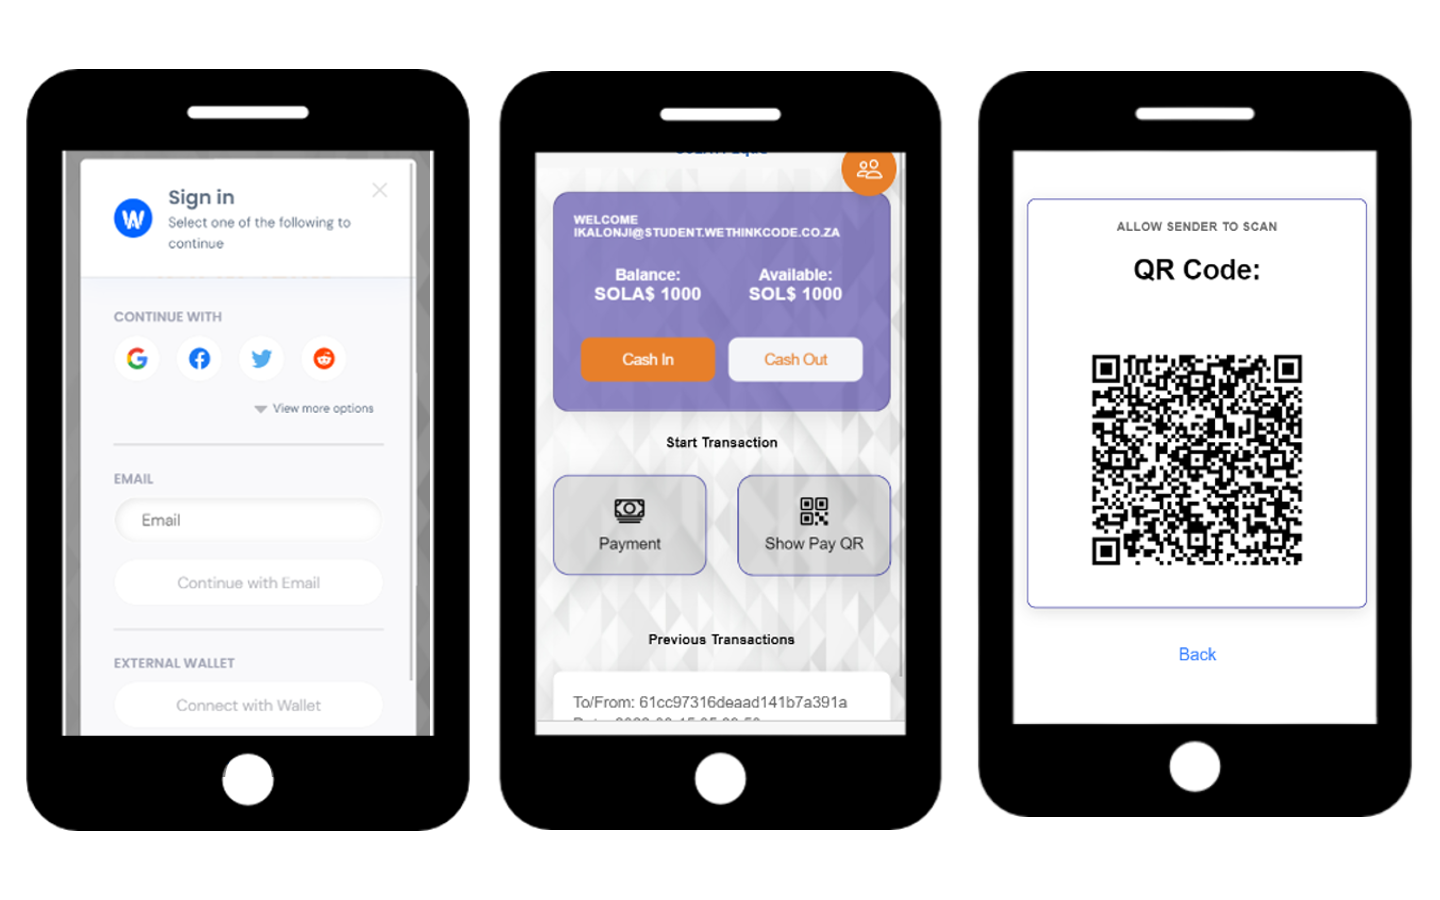 Sign in
Select one of the following to
continue
CONTINUE WITH
View more options
EMAIL
Email
Continue with Email
EXTERNAL WALLET
Connect with Wallet
WELCOME
IKALONJI@STUDENT.WETHINKCODE.CO.ZA
Balance: Available:
SOLA$ 1000 SOL$ 1000
Cash In Cash Out
Start Transaction
Payment Show Pay QR
Previous Transactions
To/From: 61cc97316deaad141b7a391a
ALLOW SENDER TO SCAN
QR Code:
Back